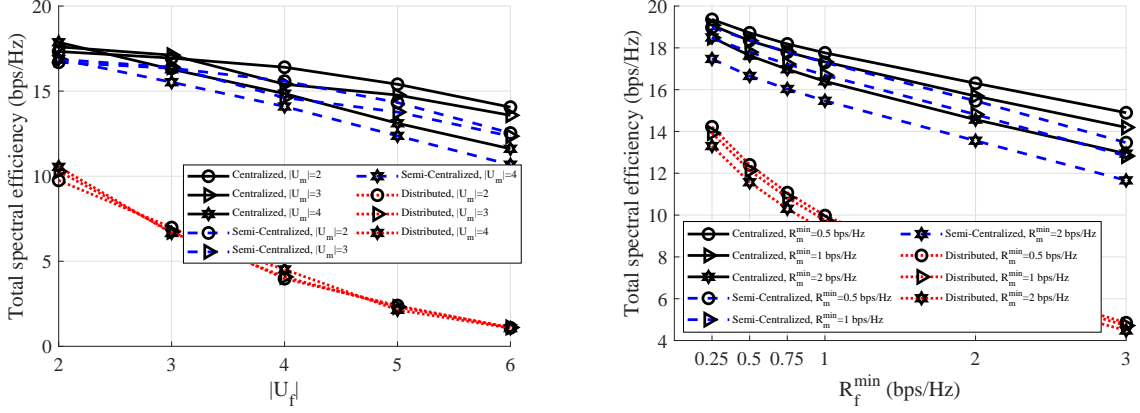 Total spectral efficiency (bps/Hz)
20
15
10
5
0
2
3
4
5
6
|U_f|
Centralized, |U_m|=2
Centralized, |U_m|=3
Centralized, |U_m|=4
Semi-Centralized, |U_m|=2
Semi-Centralized, |U_m|=3
Semi-Centralized, |U_m|=4
Distributed, |U_m|=2
Distributed, |U_m|=3
Distributed, |U_m|=4
Total spectral efficiency (bps/Hz)
20
18
16
14
12
10
8
6
4
0.25
0.5
0.75
1
2
3
R_f^min (bps/Hz)
Centralized, R_m^min=0.5 bps/Hz
Centralized, R_m^min=1 bps/Hz
Centralized, R_m^min=2 bps/Hz
Semi-Centralized, R_m^min=0.5 bps/Hz
Semi-Centralized, R_m^min=1 bps/Hz
Semi-Centralized, R_m^min=2 bps/Hz
Distributed, R_m^min=0.5 bps/Hz
Distributed, R_m^min=1 bps/Hz
Distributed, R_m^min=2 bps/Hz